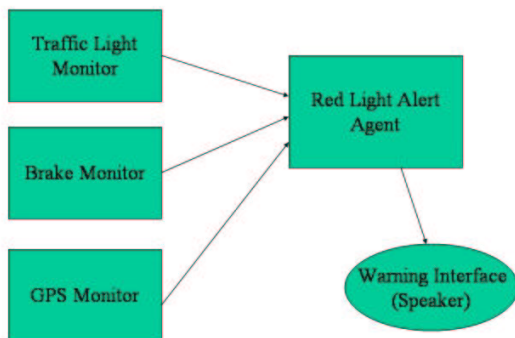 Traffic Light
Monitor
Red Light Alert
Agent
Brake Monitor
GPS Monitor
Warning Interface
(Speaker)